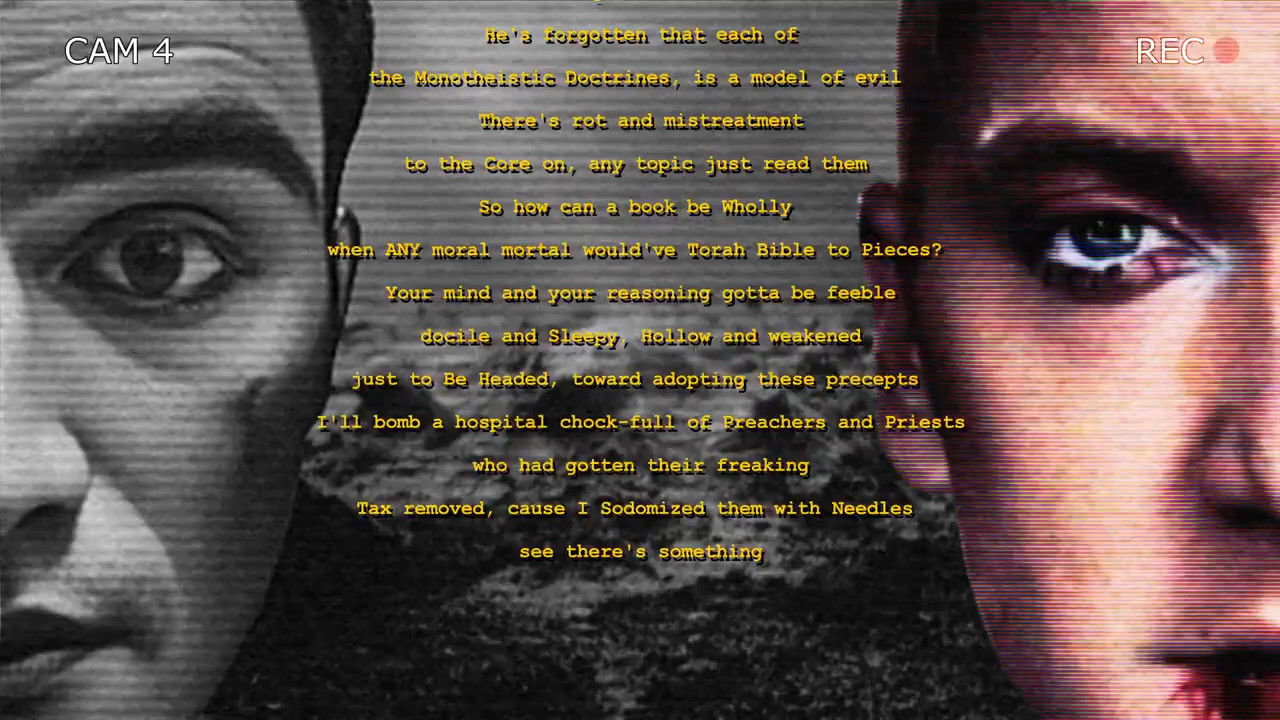 CAM 4
REC
He's forgotten that each of
the Monotheistic Doctrines, is a model of evil
There's rot and mistreatment
to the Core on, any topic just read them
So how can a book be Wholly
when ANY moral mortal would've Torah Bible to Pieces?
Your mind and your reasoning gotta be feeble
docile and Sleepy, Hollow and weakened
just to Be Headed, toward adopting these precepts
I'll bomb a hospital chock-full of Preachers and Priests
who had gotten their freaking
Tax removed, cause I Sodomized them with Needles
see there's something